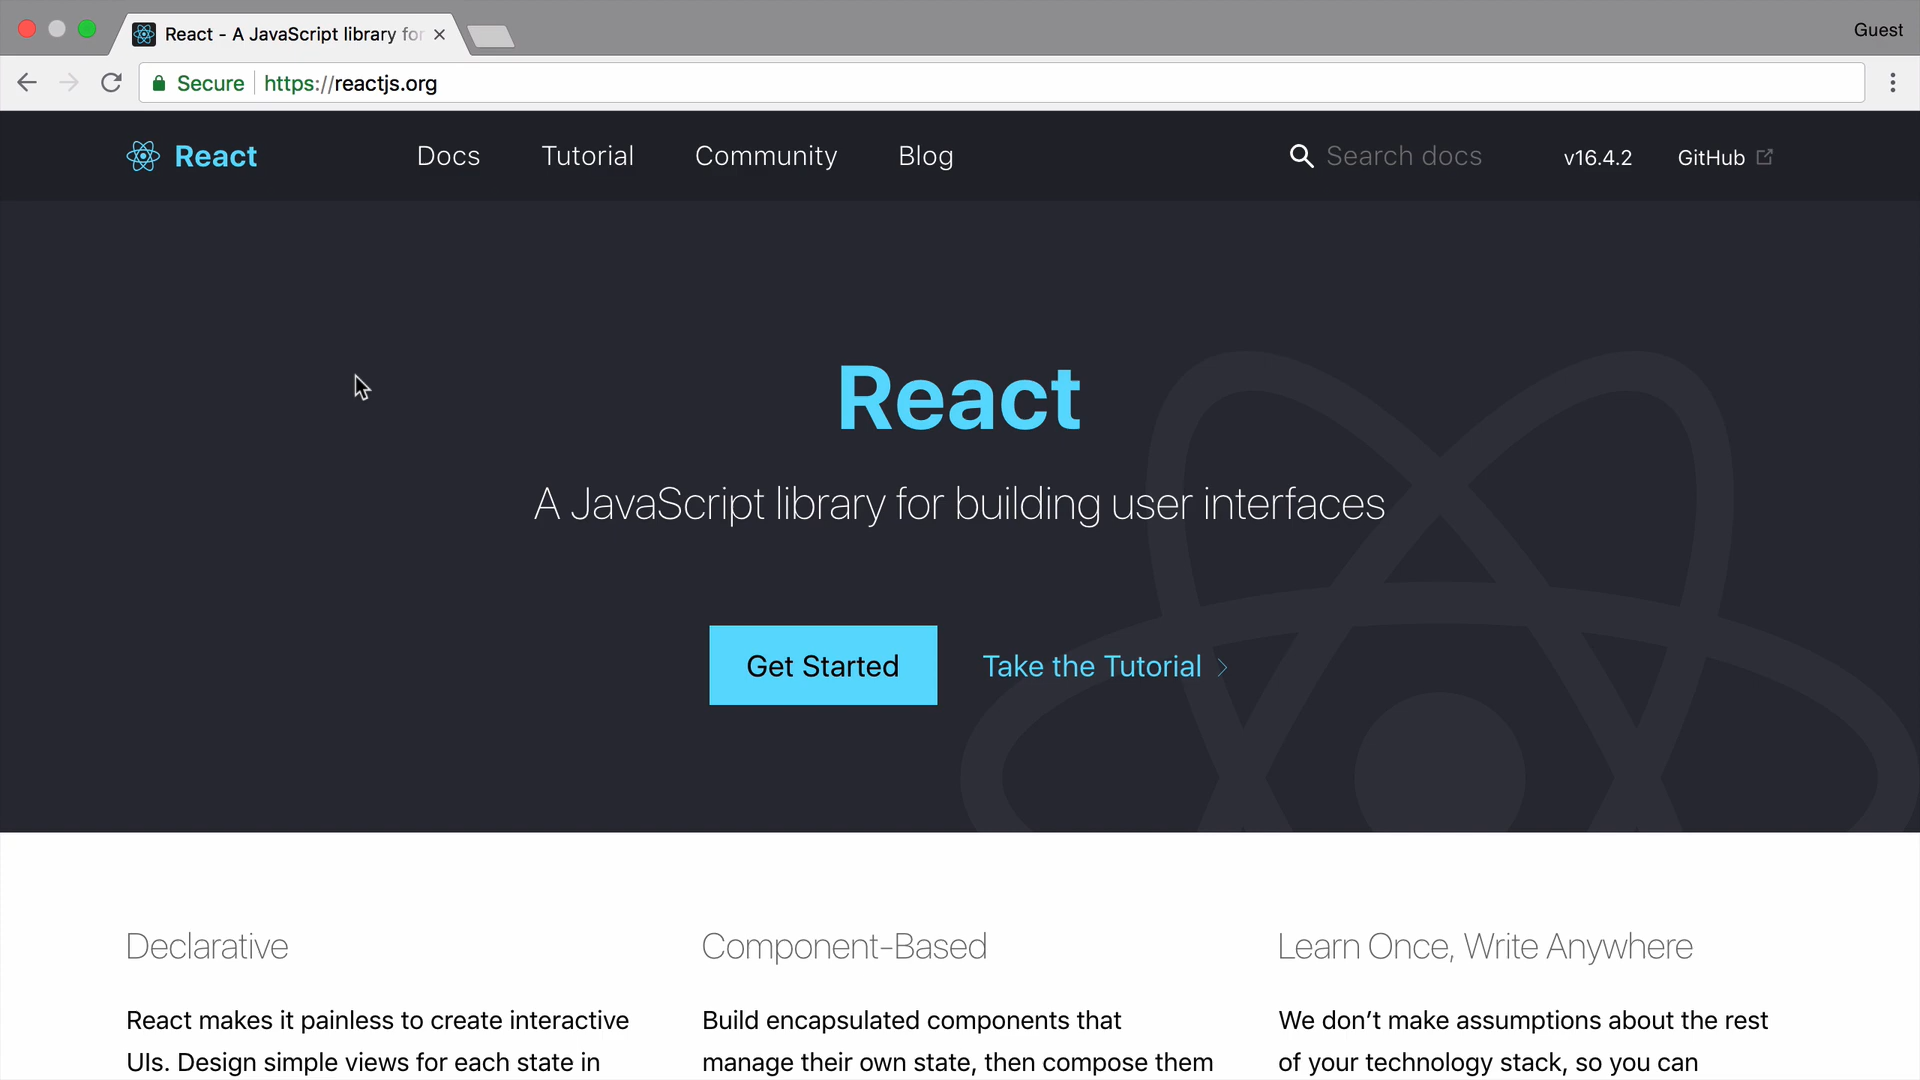 React - A JavaScript library for
Guest
Secure
https://reactjs.org
React
Docs
Tutorial
Community
Blog
Search docs
v16.4.2
GitHub
React
A JavaScript library for building user interfaces
Get Started
Take the Tutorial
Declarative
React makes it painless to create interactive
UIs. Design simple views for each state in
Component-Based
Build encapsulated components that
manage their own state, then compose them
Learn Once, Write Anywhere
We don’t make assumptions about the rest
of your technology stack, so you can